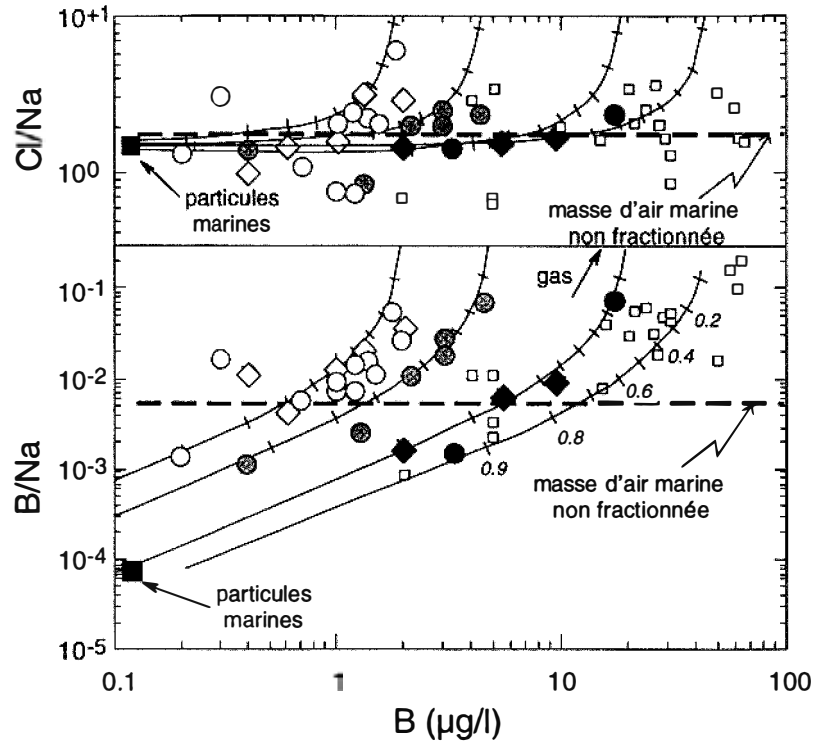 10+1
Cl/Na
10 0
particules
marines
masse d'air marine
non fractionnée
gas
10-1
0.2
0.4
10-2
0.6
0.8
B/Na
10-3
0.9
masse d'air marine
non fractionnée
10-4
particules
marines
10-5
0.1
1
10
100
B (µg/l)